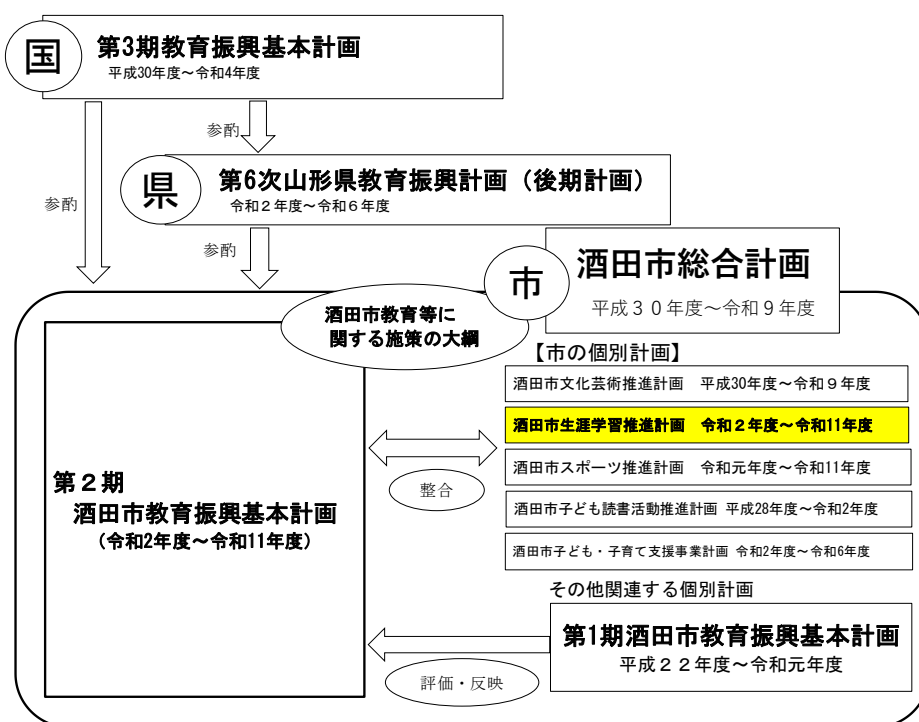 国
第3期教育振興基本計画
平成30年度～令和4年度
参酌
参酌
県
第6次山形県教育振興計画（後期計画）
令和２年度～令和６年度
参酌
市
酒田市総合計画
平成３０年度～令和９年度
酒田市教育等に
関する施策の大綱
【市の個別計画】
酒田市文化芸術推進計画　平成30年度～令和９年度
酒田市生涯学習推進計画　令和２年度～令和11年度
酒田市スポーツ推進計画　令和元年度～令和11年度
酒田市子ども読書活動推進計画 平成28年度～令和2年度
酒田市子ども・子育て支援事業計画 令和2年度～令和6年度
整合
第２期
酒田市教育振興基本計画
（令和2年度～令和11年度）
その他関連する個別計画
第1期酒田市教育振興基本計画
平成２２年度～令和元年度
評価・反映